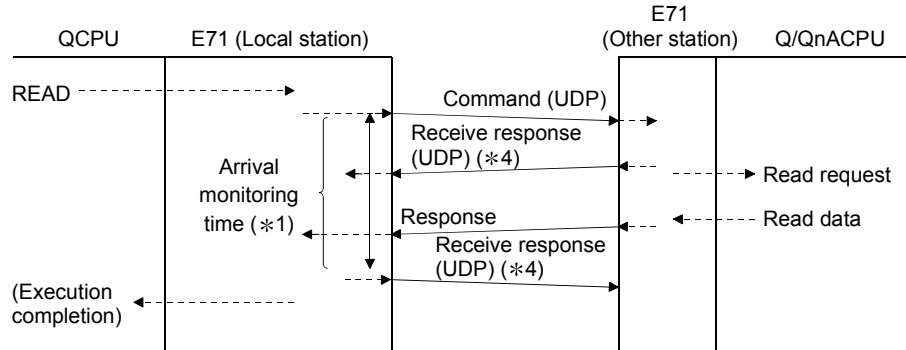 E71
QCPU
E71 (Local station)
(Other station)
Q/QnACPU
READ
Command (UDP)
Receive response
(UDP) (＊4)
Arrival
monitoring
time (＊1)
Read request
Response
Read data
Receive response
(UDP) (＊4)
(Execution
completion)